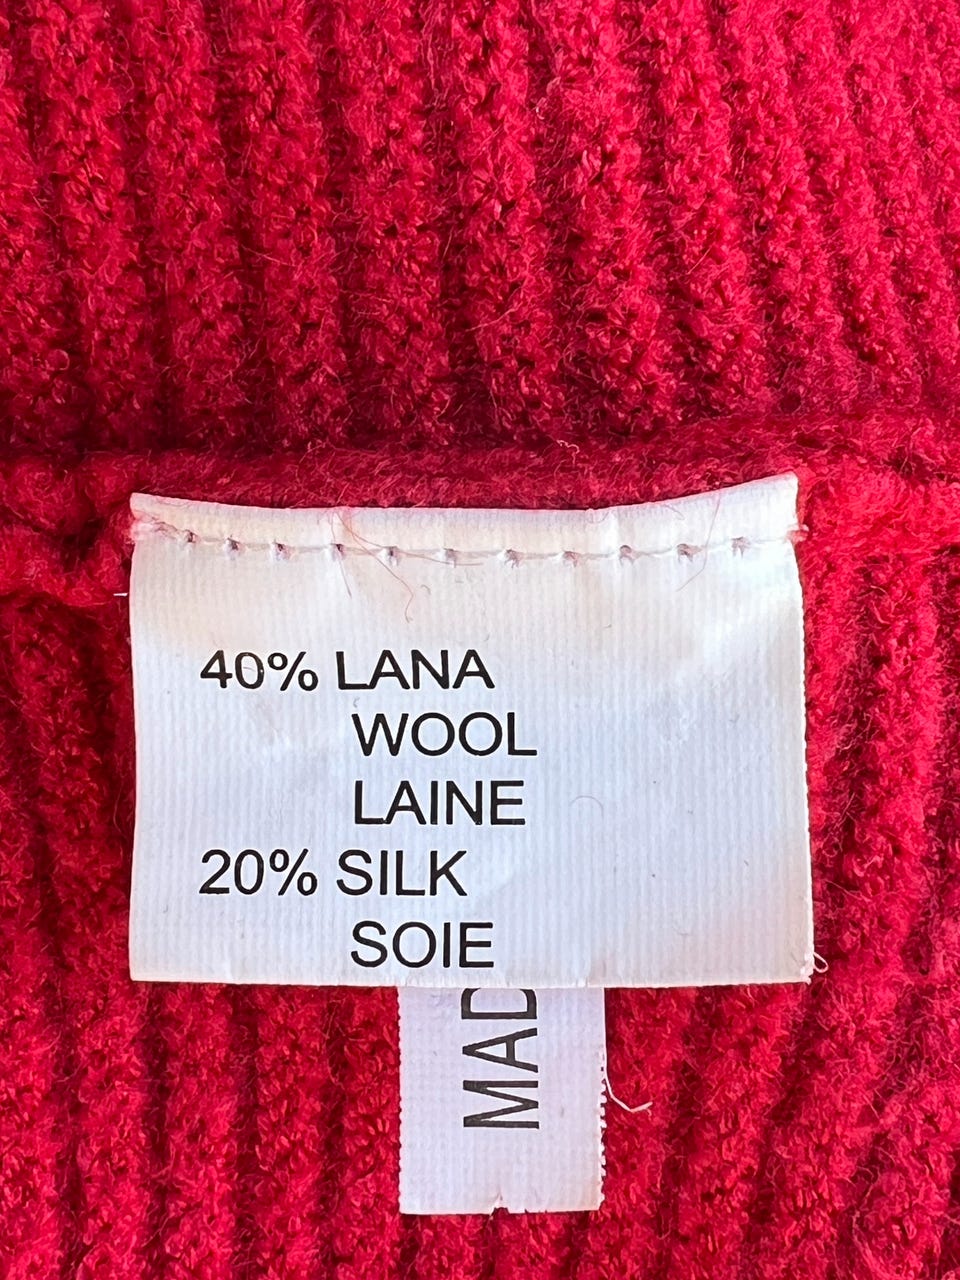 40% LANA
WOOL
LAINE
20% SILK
SOIE
MAD